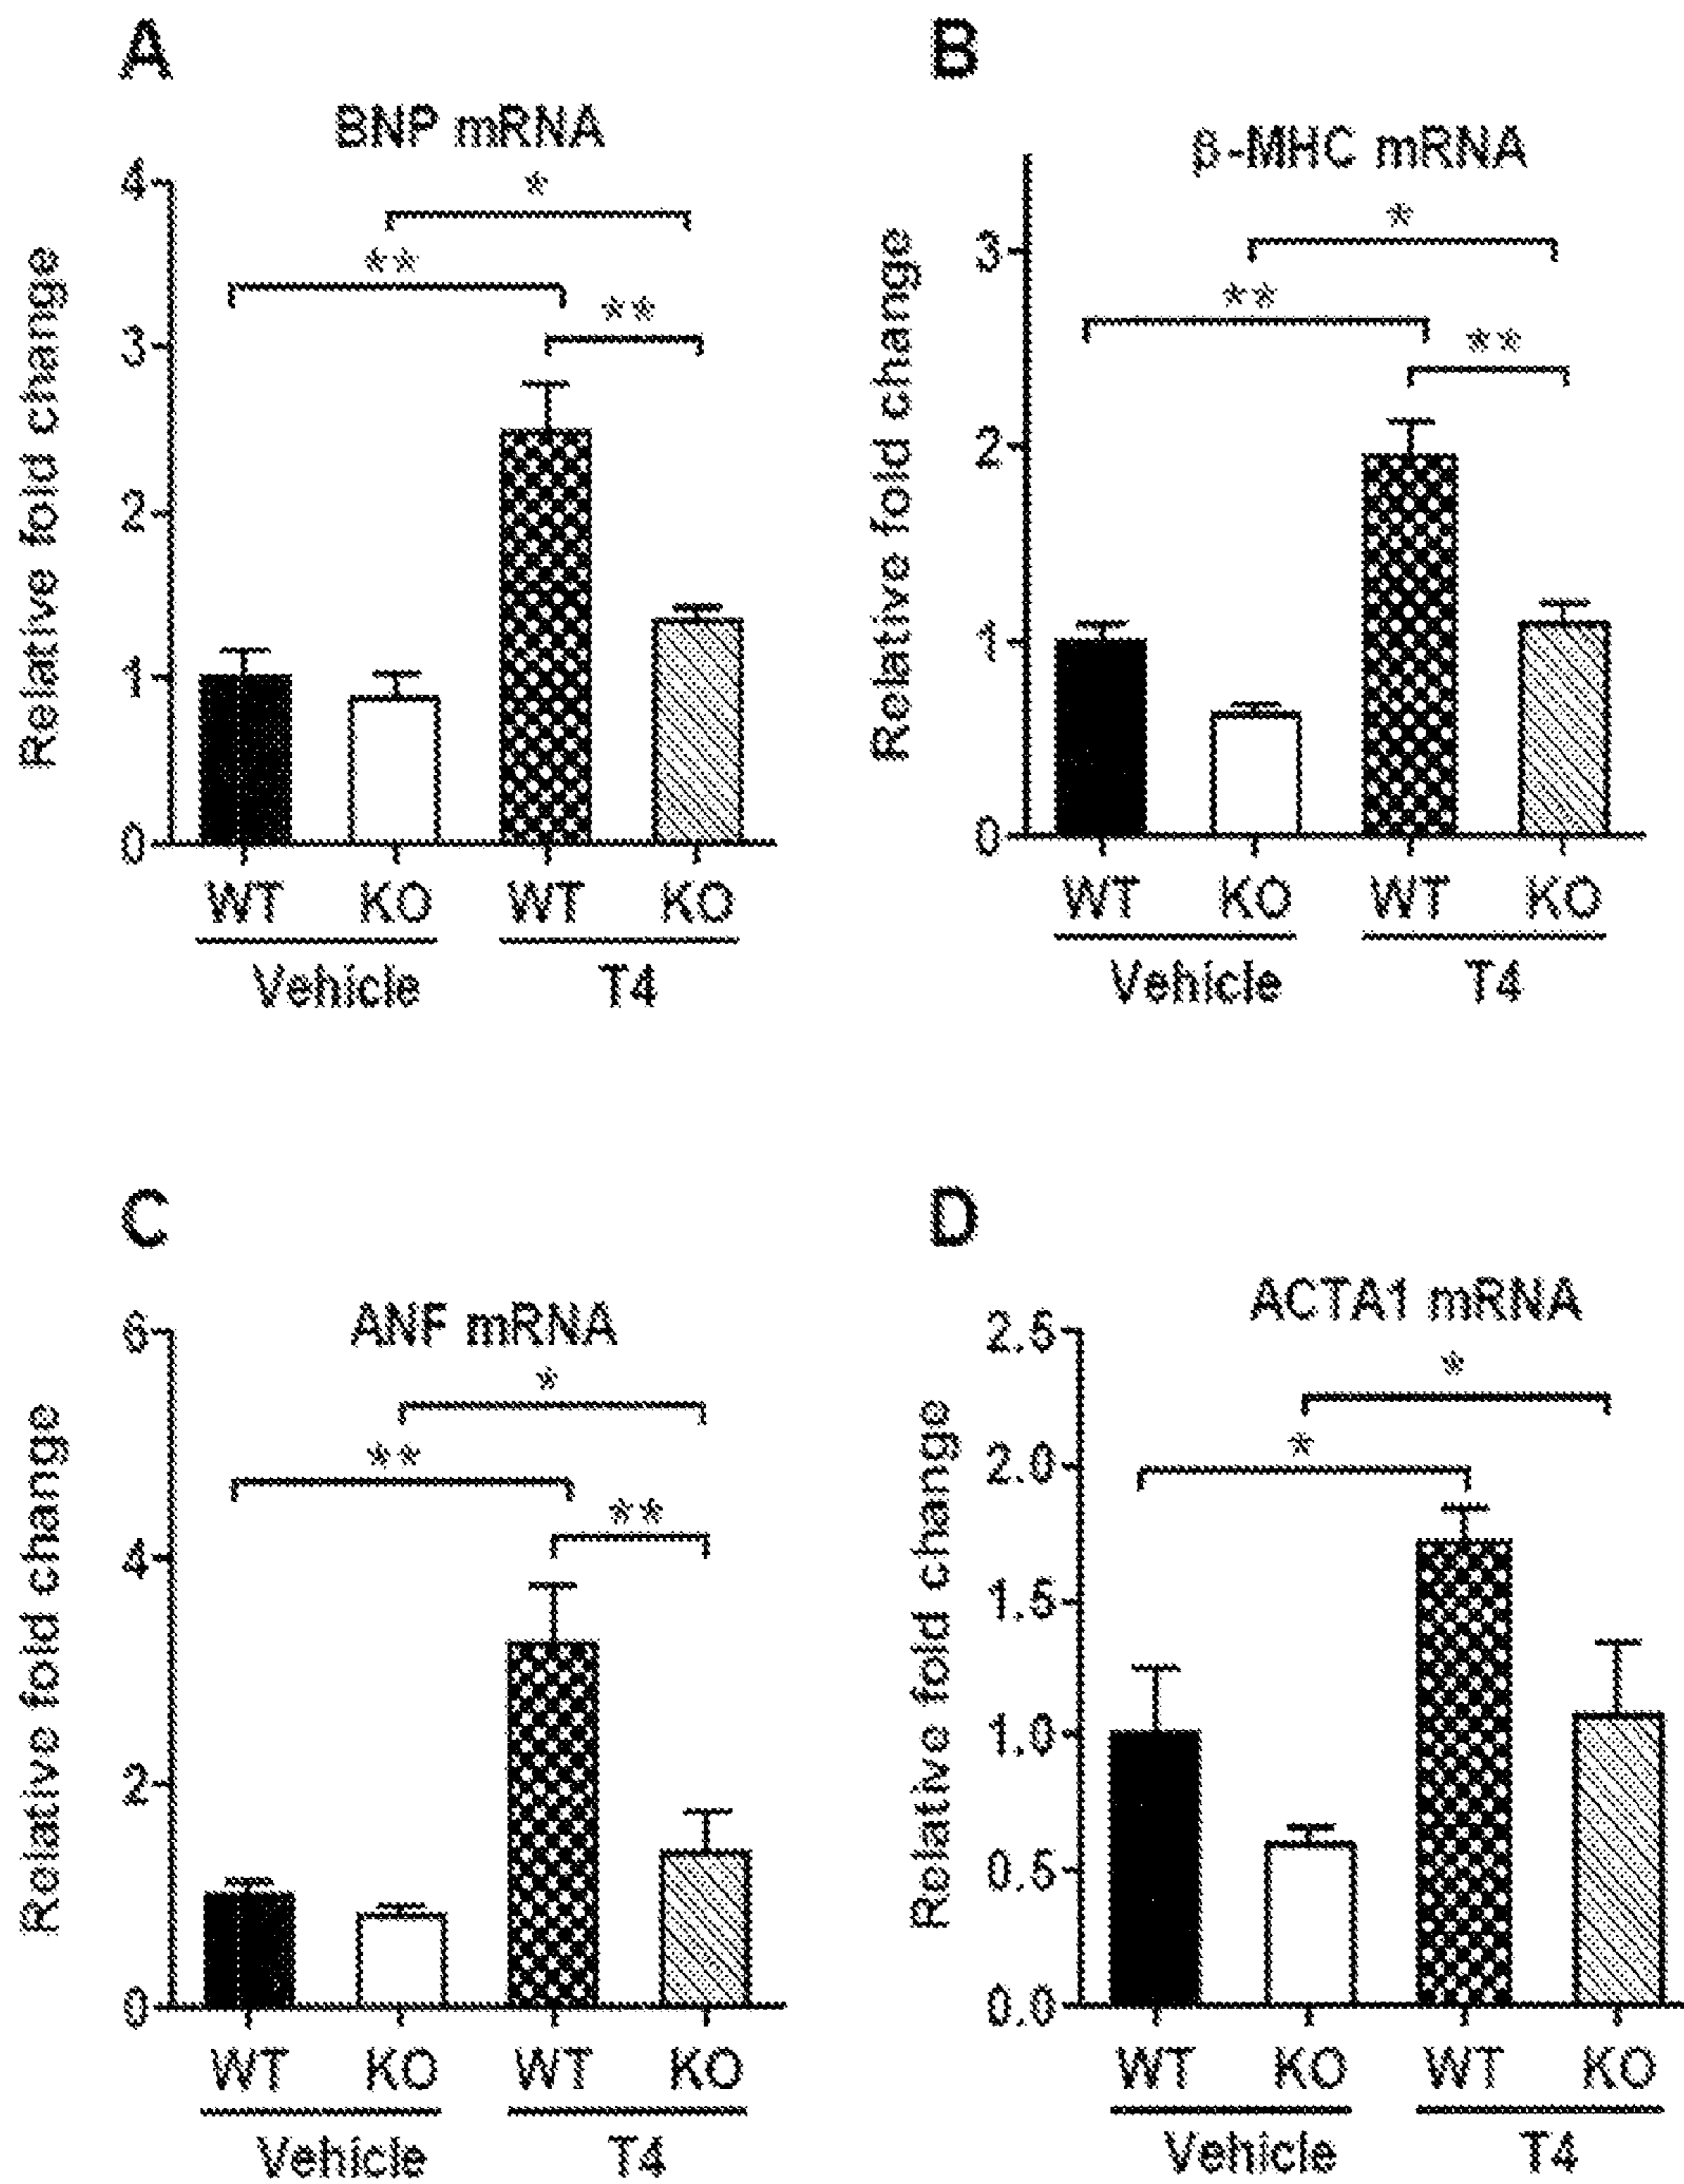 A
BNP mRNA
Relative fold change
4
3
2
1
0
*
**
**
WT KO WT KO
Vehicle T4
B
β-MHC mRNA
Relative fold change
3
2
1
0
*
**
**
WT KO WT KO
Vehicle T4
C
ANF mRNA
Relative fold change
6
4
2
0
*
**
**
WT KO WT KO
Vehicle T4
D
ACTA1 mRNA
Relative fold change
2.5
2.0
1.5
1.0
0.5
0.0
*
*
WT KO WT KO
Vehicle T4